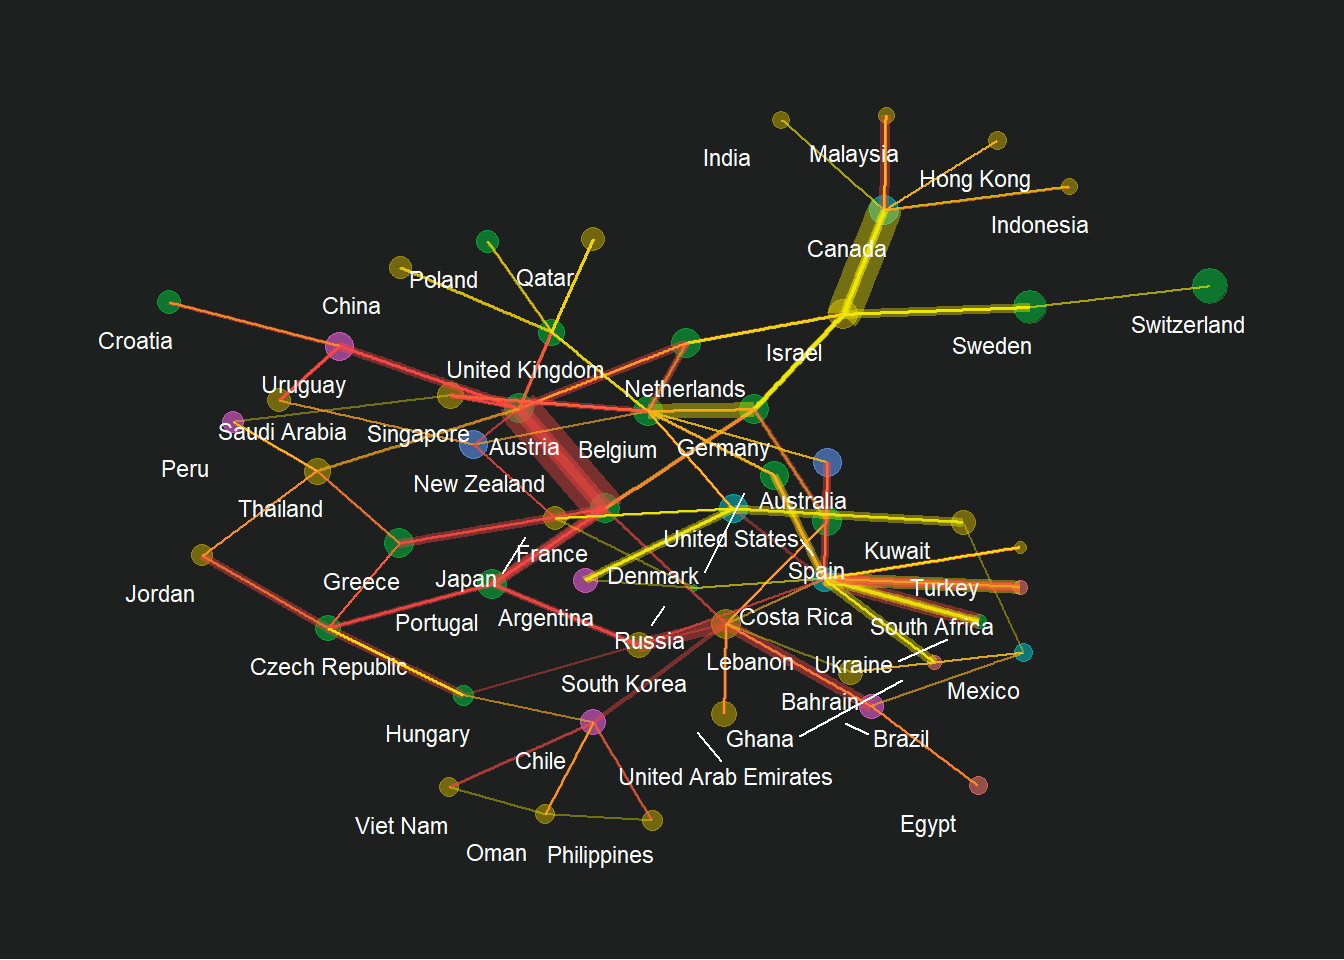 India
Malaysia
Hong Kong
Indonesia
Canada
Poland
Qatar
China
Switzerland
Croatia
Sweden
Israel
United Kingdom
Uruguay
Netherlands
Saudi Arabia
Singapore
Austria
Belgium
Germany
Peru
New Zealand
Australia
Thailand
United States
Kuwait
France
Spain
Denmark
Japan
Greece
Turkey
Jordan
Argentina
Costa Rica
Portugal
South Africa
Russia
Lebanon
Ukraine
Czech Republic
South Korea
Mexico
Bahrain
Hungary
Ghana
Brazil
Chile
United Arab Emirates
Viet Nam
Egypt
Oman
Philippines